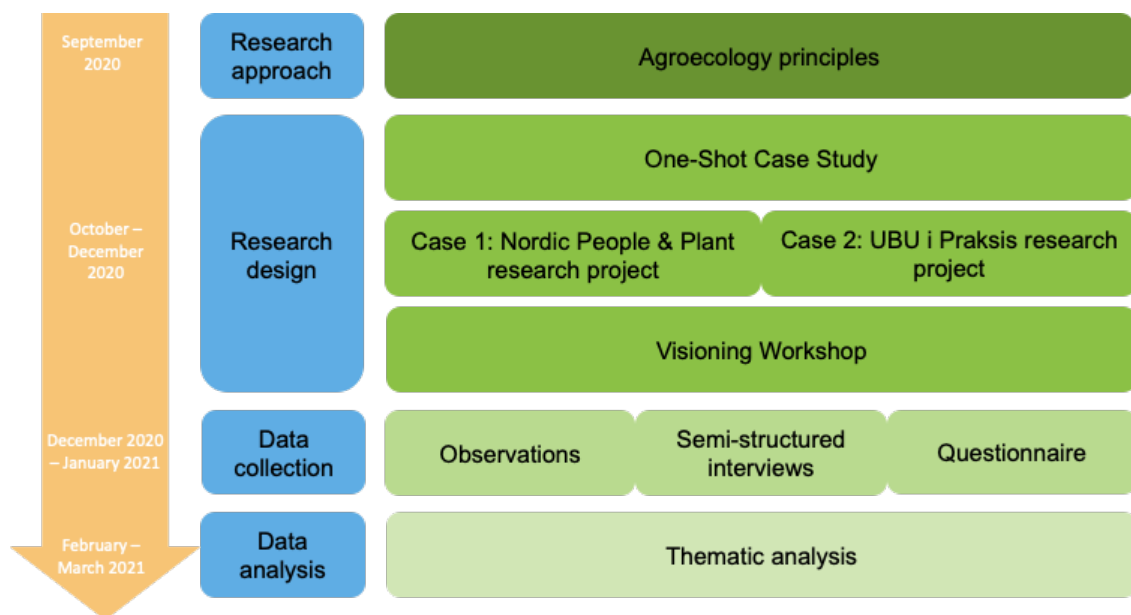 September
2020
Research
approach
Agroecology principles
October –
December
2020
Research
design
One-Shot Case Study
Case 1: Nordic People & Plant
research project
Case 2: UBU i Praksis research
project
Visioning Workshop
December 2020
– January 2021
Data
collection
Observations
Semi-structured
interviews
Questionnaire
February –
March 2021
Data
analysis
Thematic analysis